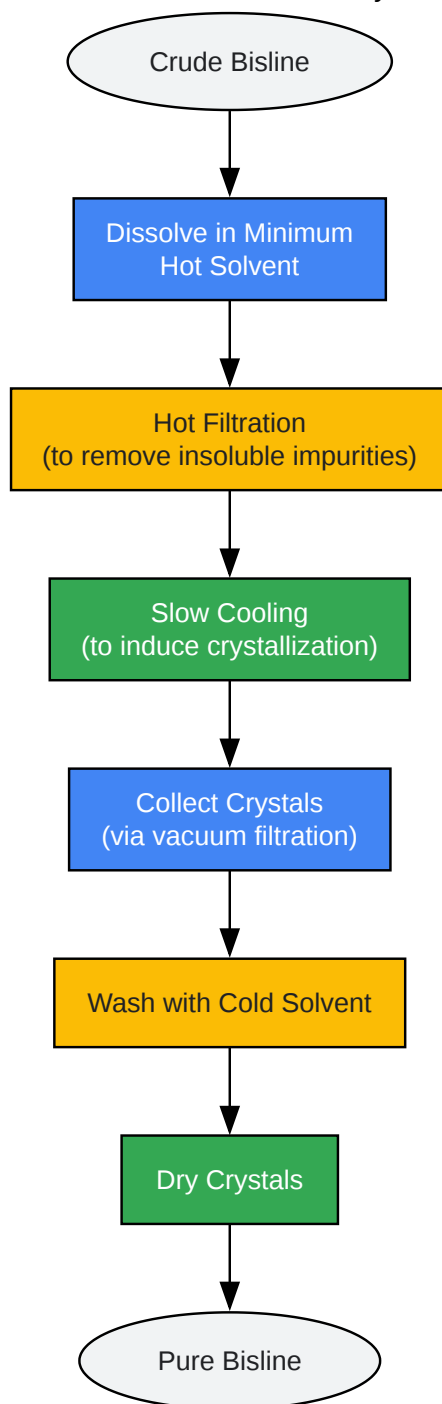 Crude Bisline
Dissolve in Minimum
Hot Solvent
Hot Filtration
(to remove insoluble impurities)
Slow Cooling
(to induce crystallization)
Collect Crystals
(via vacuum filtration)
Wash with Cold Solvent
Dry Crystals
Pure Bisline